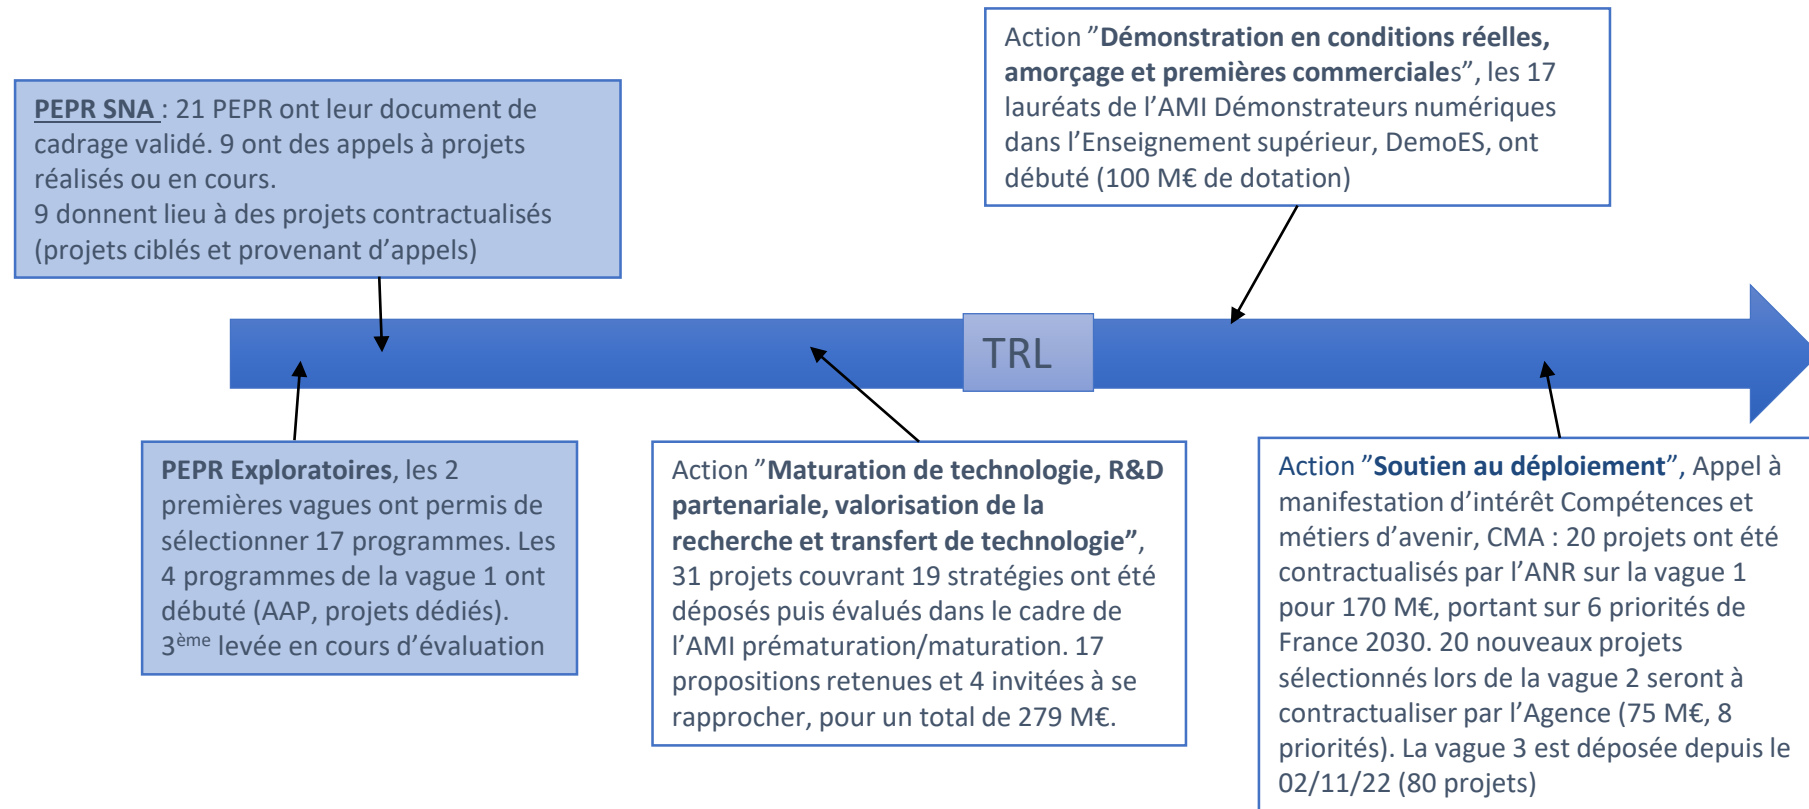 PEPR SNA : 21 PEPR ont leur document de
cadrage validé. 9 ont des appels à projets
réalisés ou en cours.
9 donnent lieu à des projets contractualisés
(projets ciblés et provenant d’appels)
Action ”Démonstration en conditions réelles,
amorçage et premières commerciales”, les 17
lauréats de l’AMI Démonstrateurs numériques
dans l’Enseignement supérieur, DemoES, ont
débuté (100 M€ de dotation)
TRL
PEPR Exploratoires, les 2
premières vagues ont permis de
sélectionner 17 programmes. Les
4 programmes de la vague 1 ont
débuté (AAP, projets dédiés).
3ème levée en cours d’évaluation
Action ”Maturation de technologie, R&D
partenariale, valorisation de la
recherche et transfert de technologie”,
31 projets couvrant 19 stratégies ont été
déposés puis évalués dans le cadre de
l’AMI prématuration/maturation. 17
propositions retenues et 4 invitées à se
rapprocher, pour un total de 279 M€.
Action ”Soutien au déploiement”, Appel à
manifestation d’intérêt Compétences et
métiers d’avenir, CMA : 20 projets ont été
contractualisés par l’ANR sur la vague 1
pour 170 M€, portant sur 6 priorités de
France 2030. 20 nouveaux projets
sélectionnés lors de la vague 2 seront à
contractualiser par l’Agence (75 M€, 8
priorités). La vague 3 est déposée depuis le
02/11/22 (80 projets)